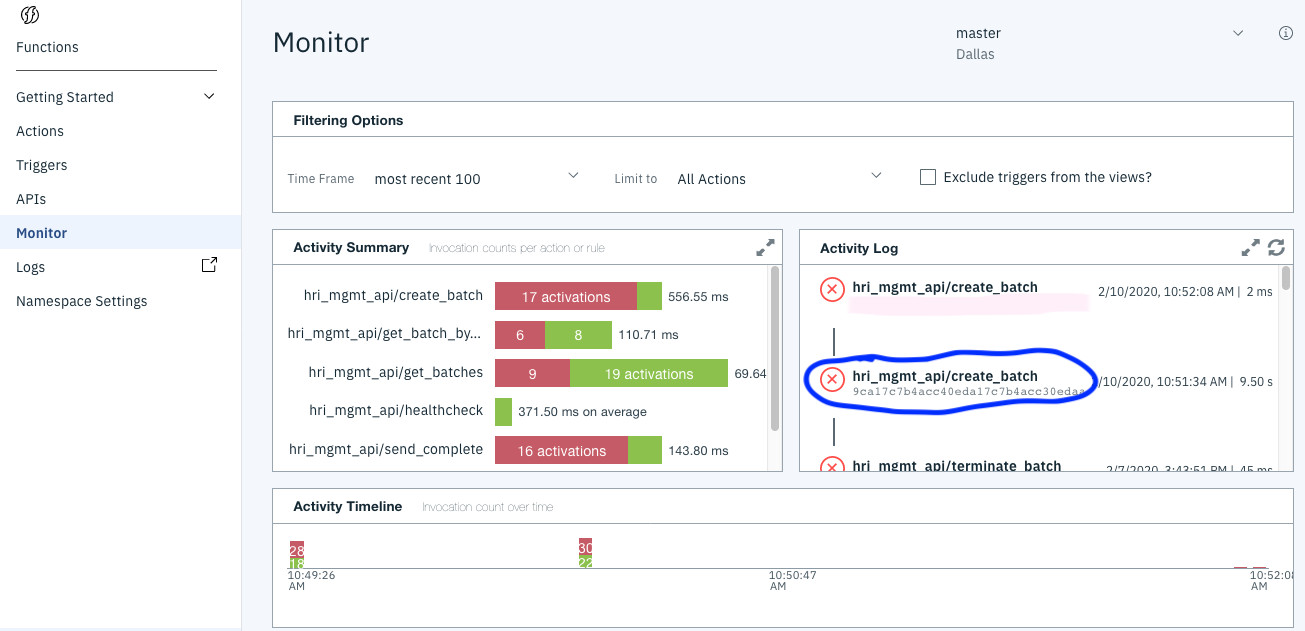 Functions
Getting Started
Actions
Triggers
APIs
Monitor
Logs
Namespace Settings
Monitor
master
Dallas
Filtering Options
Time Frame most recent 100 Limit to All Actions Exclude triggers from the views?
Activity Summary Invocation counts per action or rule
hri_mgmt_api/create_batch 17 activations 556.55 ms
hri_mgmt_api/get_batch_by... 6 8 110.71 ms
hri_mgmt_api/get_batches 9 19 activations 69.64
hri_mgmt_api/healthcheck 371.50 ms on average
hri_mgmt_api/send_complete 16 activations 143.80 ms
Activity Log
hri_mgmt_api/create_batch 2/10/2020, 10:52:08 AM | 2 ms
hri_mgmt_api/create_batch /10/2020, 10:51:34 AM | 9.50 s
9ca17c7b4acc40eda17c7b4acc30edaa
hri_mgmt_api/terminate_batch 2/7/2020, 3:43:51 PM | 45 ms
Activity Timeline Invocation count over time
28 30
18 22
10:49:26 AM
10:50:47 AM
10:52:08 AM